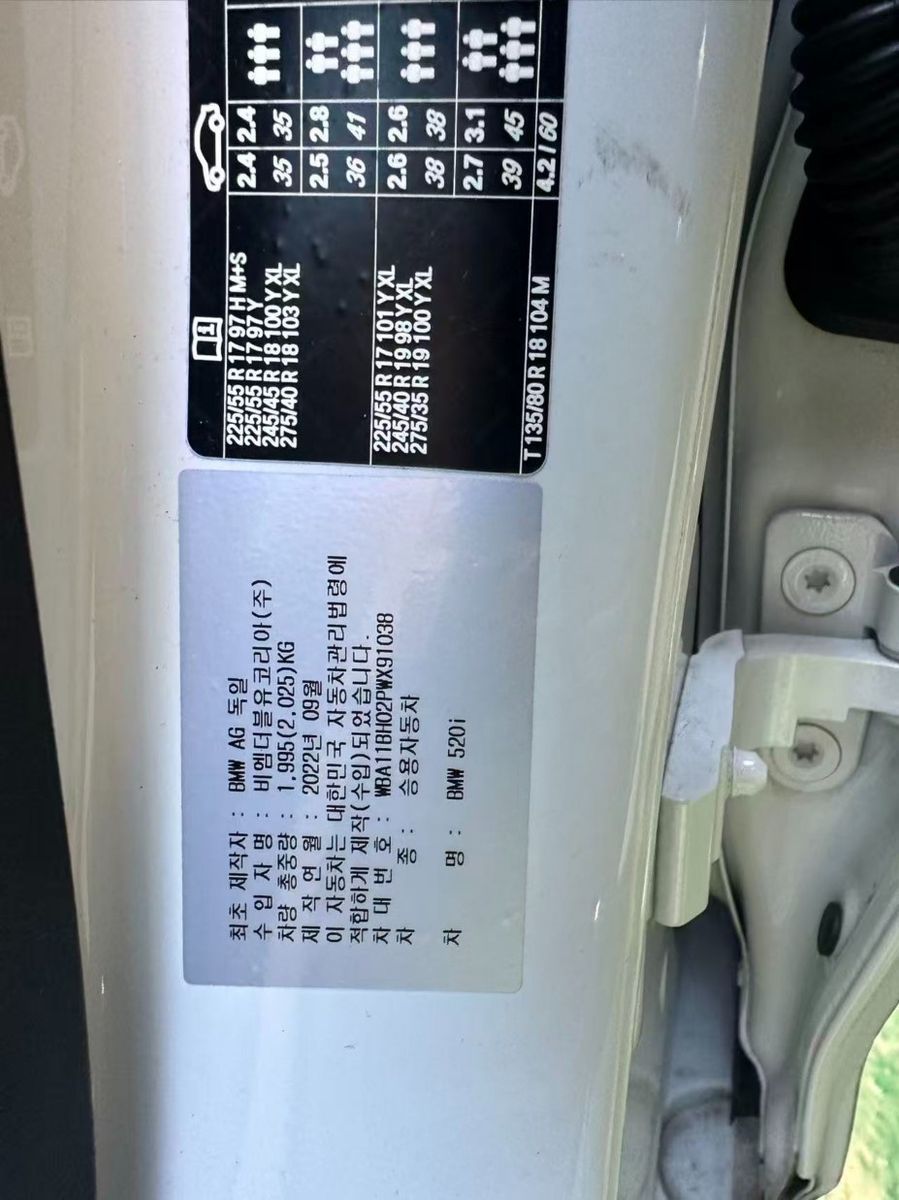 최초 제작자 : BMW AG 독일
수 입 자 명 : 비엠더블유코리아(주)
차량 총중량 : 1,995(2,025)KG
제 작 연 월 : 2022년 09월
이 자동차는 대한민국 자동차관리법령에
적합하게 제작(수입)되었습니다.
차 대 번 호 : WBA11BH02PWX91038
차 종 : 승용자동차
차 명 : BMW 520i
1
225/55 R 17 97 H M+S
225/55 R 17 97 Y
245/45 R 18 100 Y XL
275/40 R 18 103 Y XL
2.4 2.4
35 35
2.5 2.8
36 41
225/55 R 17 101 Y XL
245/40 R 19 98 Y XL
275/35 R 19 100 Y XL
2.6 2.6
38 38
2.7 3.1
39 45
T 135/80 R 18 104 M 4.2 / 60